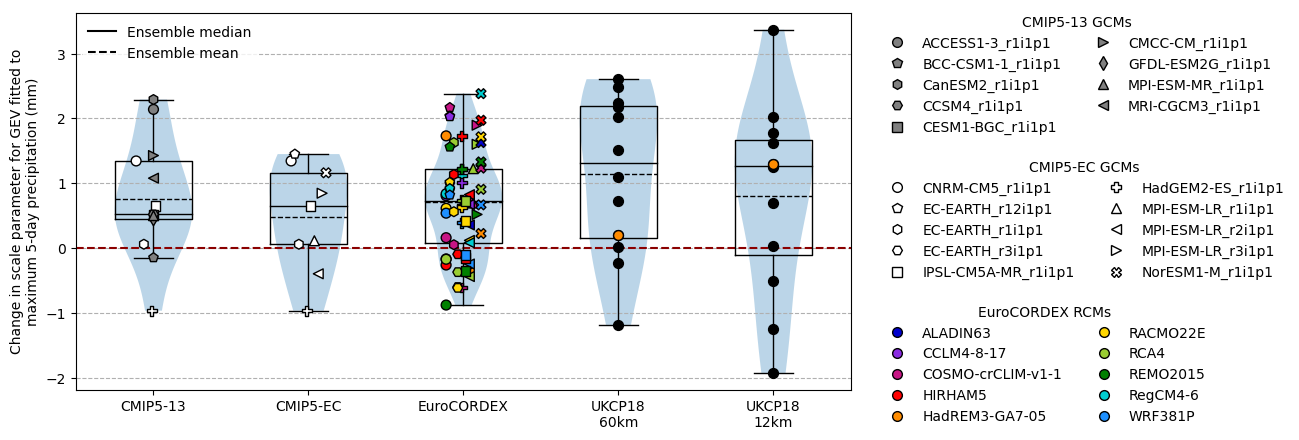 Change in scale parameter for GEV fitted to
maximum 5-day precipitation (mm)
3
2
1
0
−1
−2
Ensemble median
Ensemble mean
CMIP5-13
CMIP5-EC
EuroCORDEX
UKCP18
60km
UKCP18
12km
CMIP5-13 GCMs
ACCESS1-3_r1i1p1
BCC-CSM1-1_r1i1p1
CanESM2_r1i1p1
CCSM4_r1i1p1
CESM1-BGC_r1i1p1
CMCC-CM_r1i1p1
GFDL-ESM2G_r1i1p1
MPI-ESM-MR_r1i1p1
MRI-CGCM3_r1i1p1
CMIP5-EC GCMs
CNRM-CM5_r1i1p1
EC-EARTH_r12i1p1
EC-EARTH_r1i1p1
EC-EARTH_r3i1p1
IPSL-CM5A-MR_r1i1p1
HadGEM2-ES_r1i1p1
MPI-ESM-LR_r1i1p1
MPI-ESM-LR_r2i1p1
MPI-ESM-LR_r3i1p1
NorESM1-M_r1i1p1
EuroCORDEX RCMs
ALADIN63
CCLM4-8-17
COSMO-crCLIM-v1-1
HIRHAM5
HadREM3-GA7-05
RACMO22E
RCA4
REMO2015
RegCM4-6
WRF381P